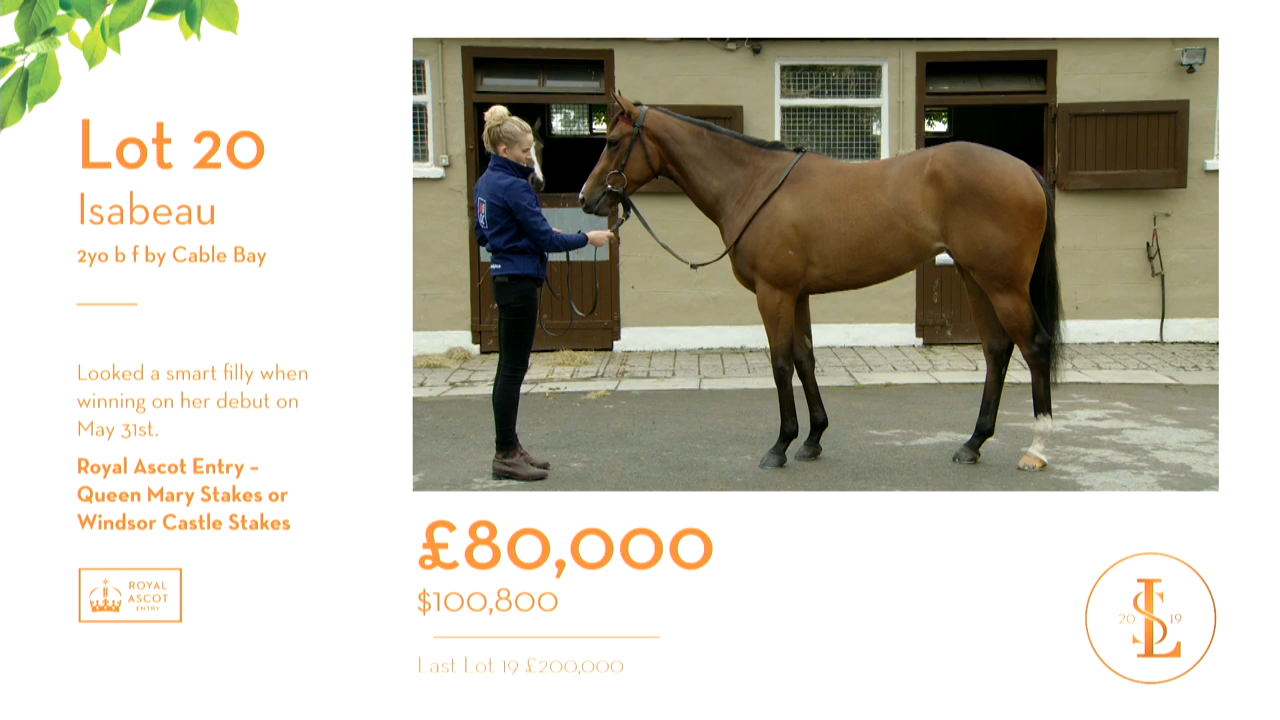 Lot 20
Isabeau
2yo b f by Cable Bay
Looked a smart filly when
winning on her debut on
May 31st.
Royal Ascot Entry –
Queen Mary Stakes or
Windsor Castle Stakes
ROYAL
ASCOT
ENTRY
£80,000
$100,800
Last Lot 19 £200,000
20 SL 19